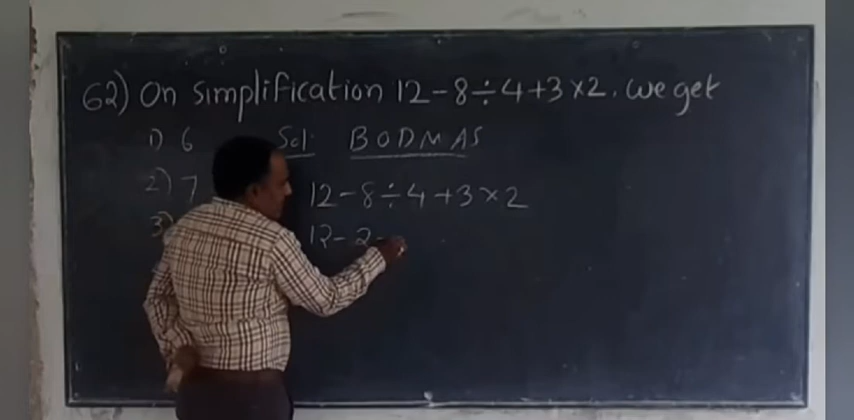 62) On Simplification 12-8÷4+3×2. we get
1) 6 Sol: BODMAS
2) 7 12-8÷4+3×2
3) 12-2